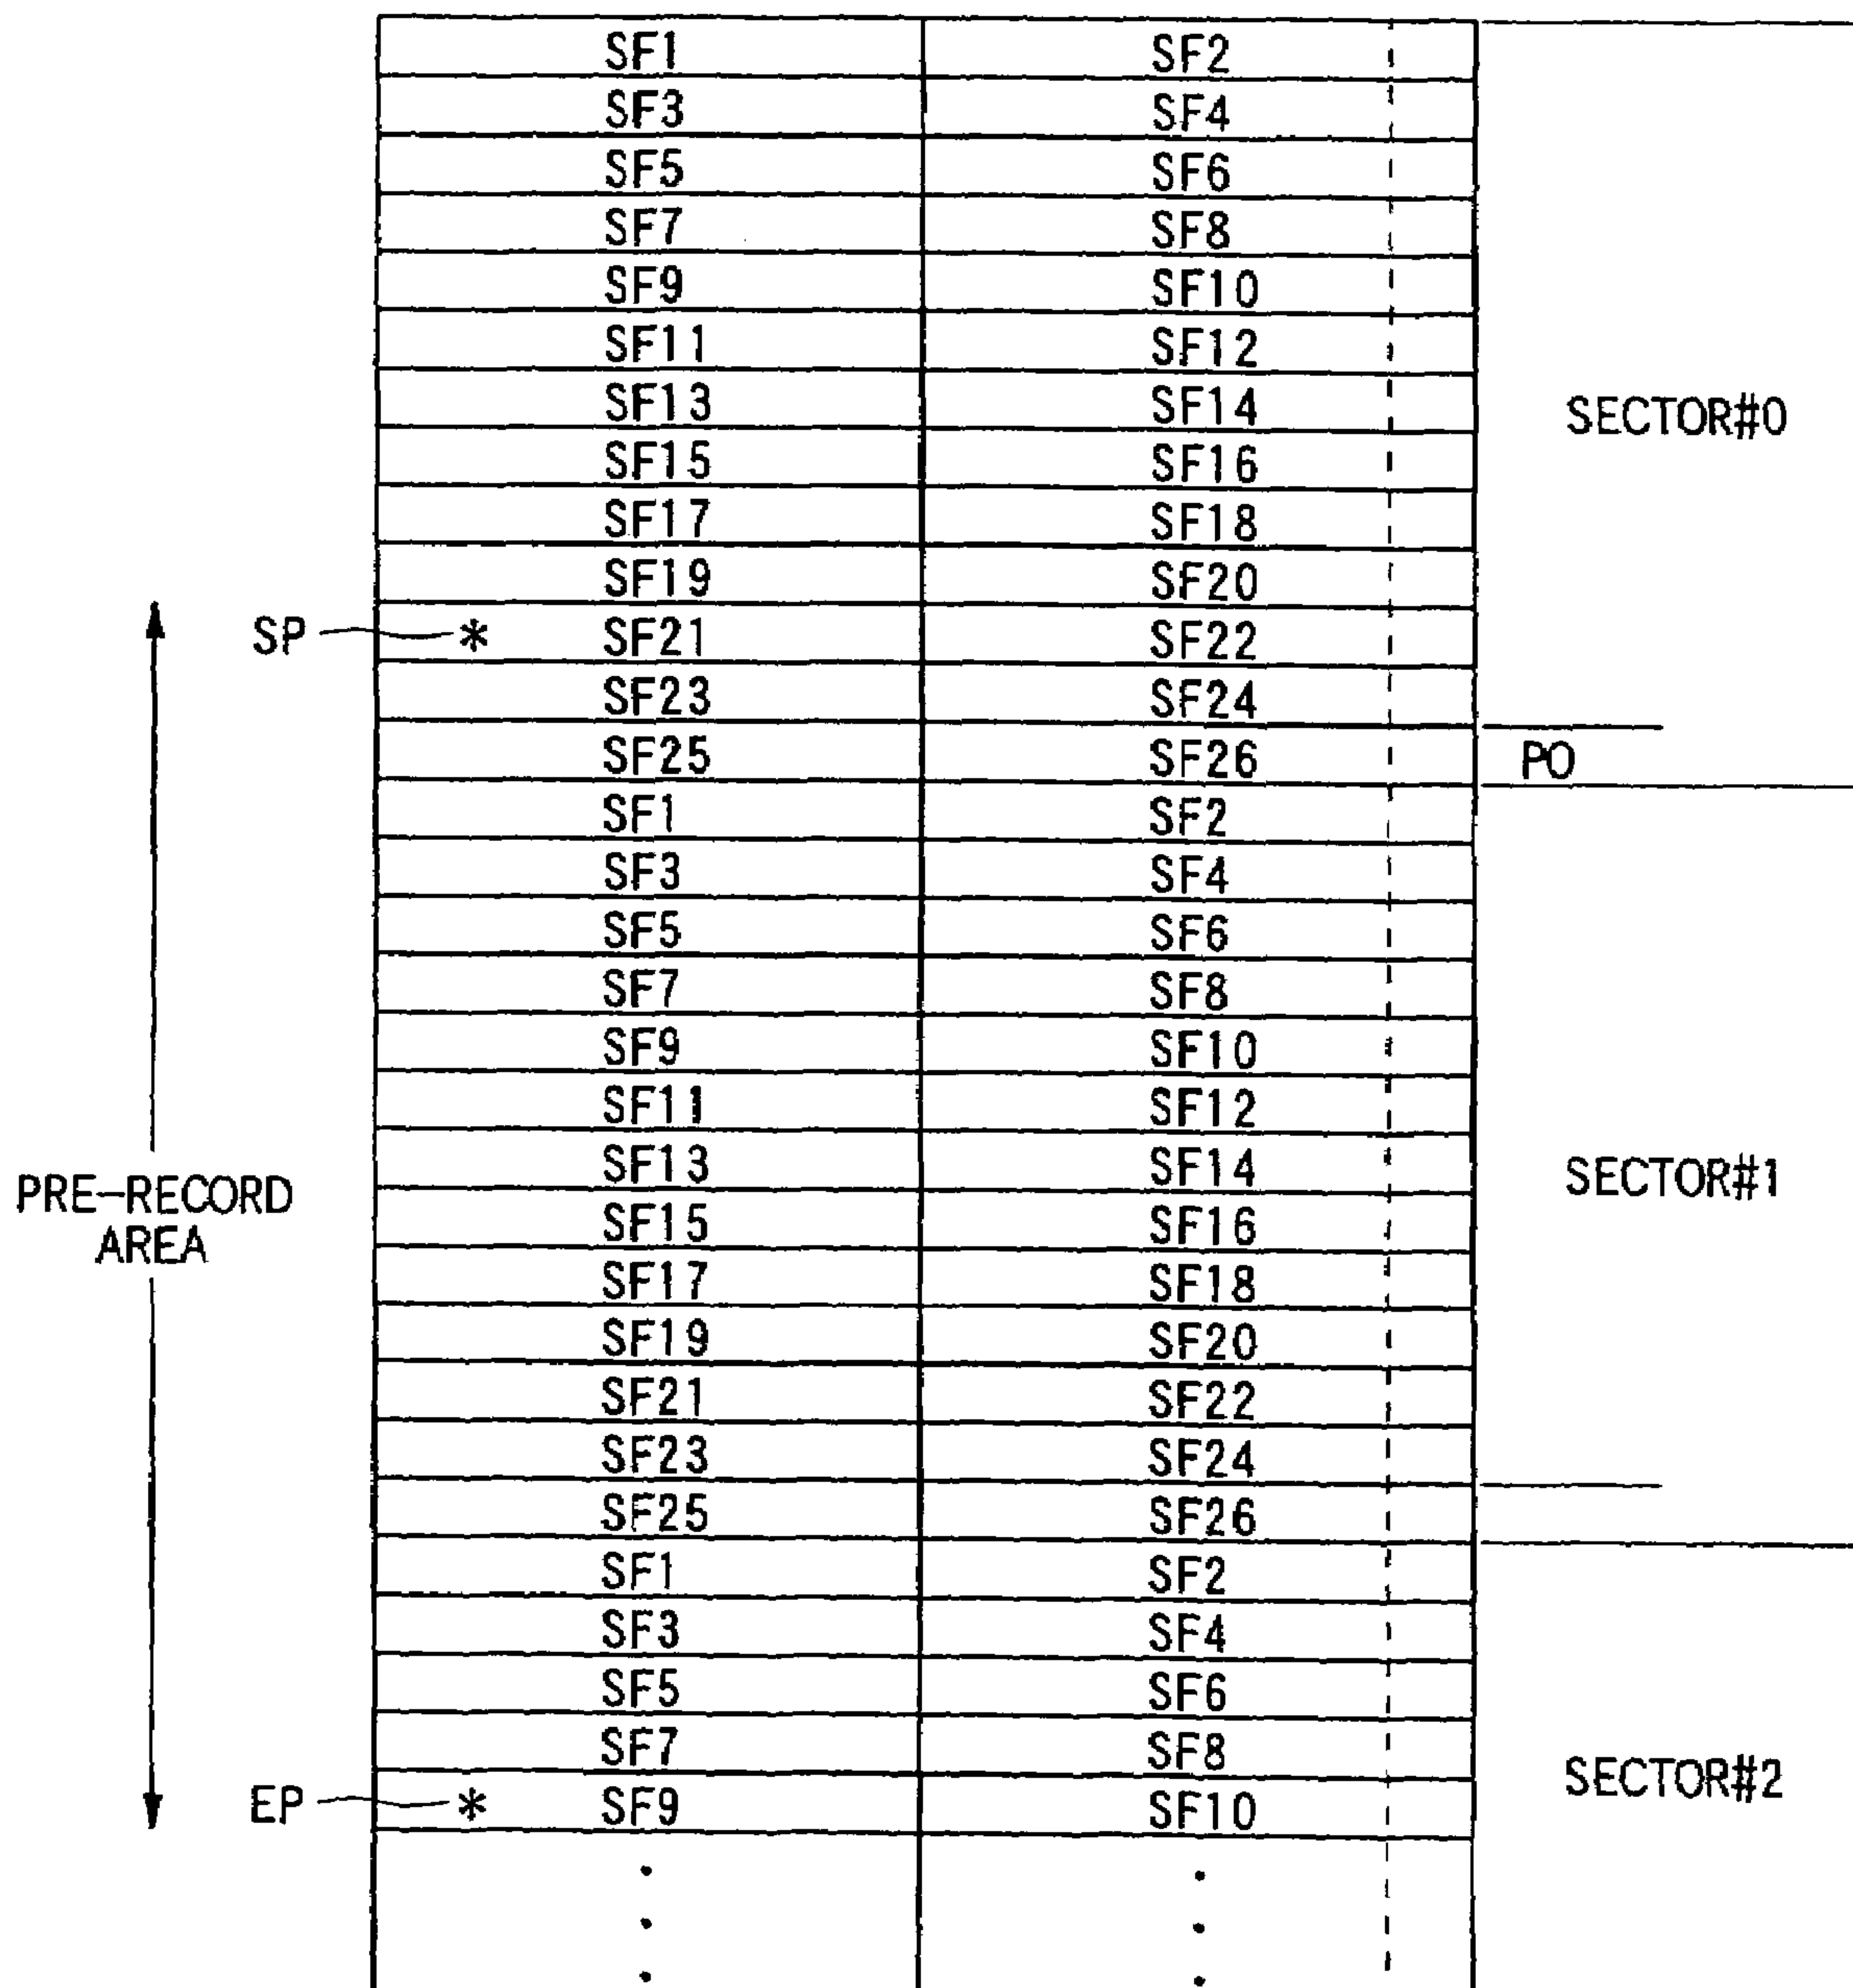 SF1 SF2
SF3 SF4
SF5 SF6
SF7 SF8
SF9 SF10
SF11 SF12
SF13 SF14
SECTOR#0
SF15 SF16
SF17 SF18
SF19 SF20
SP * SF21 SF22
SF23 SF24
SF25 SF26 PO
SF1 SF2
SF3 SF4
SF5 SF6
SF7 SF8
SF9 SF10
SF11 SF12
SF13 SF14 SECTOR#1
PRE-RECORD
AREA
SF15 SF16
SF17 SF18
SF19 SF20
SF21 SF22
SF23 SF24
SF25 SF26
SF1 SF2
SF3 SF4
SF5 SF6
SF7 SF8
SECTOR#2
EP * SF9 SF10